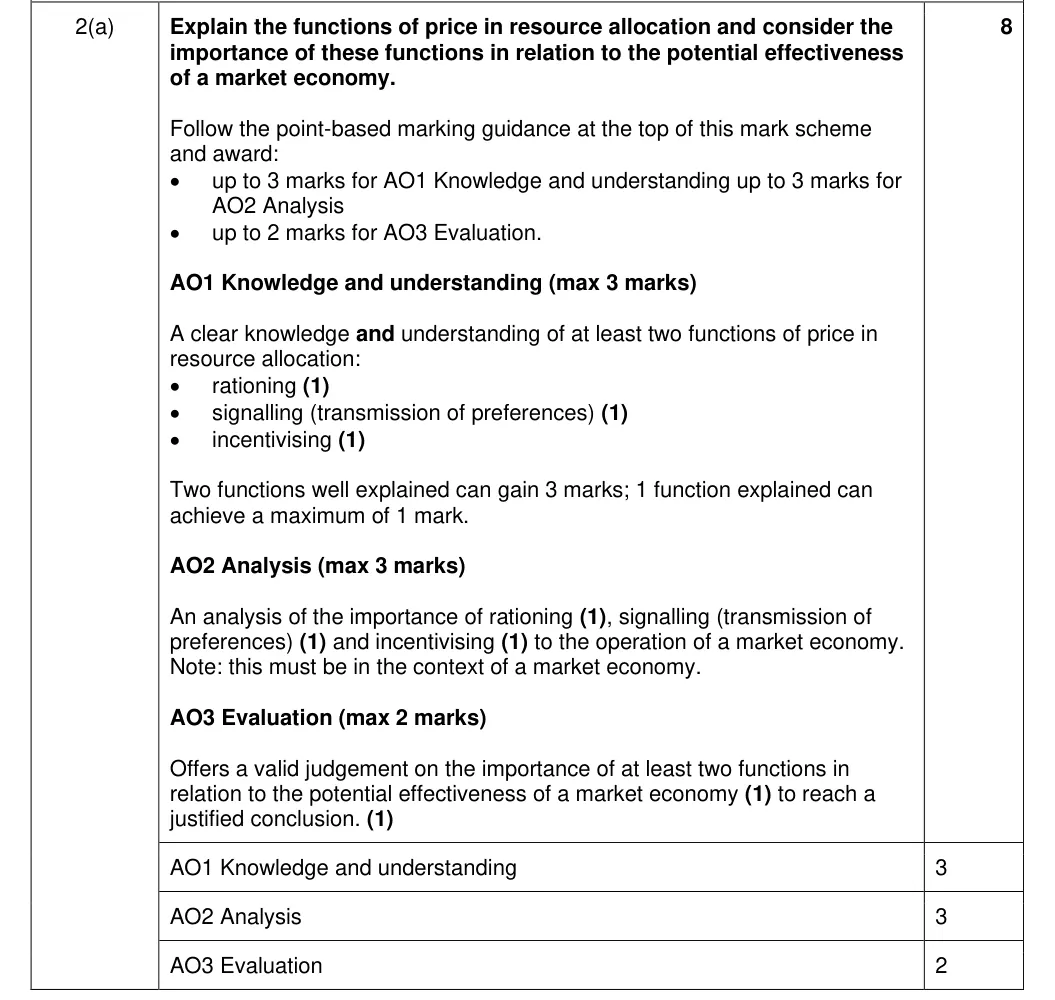 2(a)
Explain the functions of price in resource allocation and consider the
importance of these functions in relation to the potential effectiveness
of a market economy.
8
Follow the point-based marking guidance at the top of this mark scheme
and award:
• up to 3 marks for AO1 Knowledge and understanding up to 3 marks for
AO2 Analysis
• up to 2 marks for AO3 Evaluation.
AO1 Knowledge and understanding (max 3 marks)
A clear knowledge and understanding of at least two functions of price in
resource allocation:
• rationing (1)
• signalling (transmission of preferences) (1)
• incentivising (1)
Two functions well explained can gain 3 marks; 1 function explained can
achieve a maximum of 1 mark.
AO2 Analysis (max 3 marks)
An analysis of the importance of rationing (1), signalling (transmission of
preferences) (1) and incentivising (1) to the operation of a market economy.
Note: this must be in the context of a market economy.
AO3 Evaluation (max 2 marks)
Offers a valid judgement on the importance of at least two functions in
relation to the potential effectiveness of a market economy (1) to reach a
justified conclusion. (1)
AO1 Knowledge and understanding 3
AO2 Analysis 3
AO3 Evaluation 2